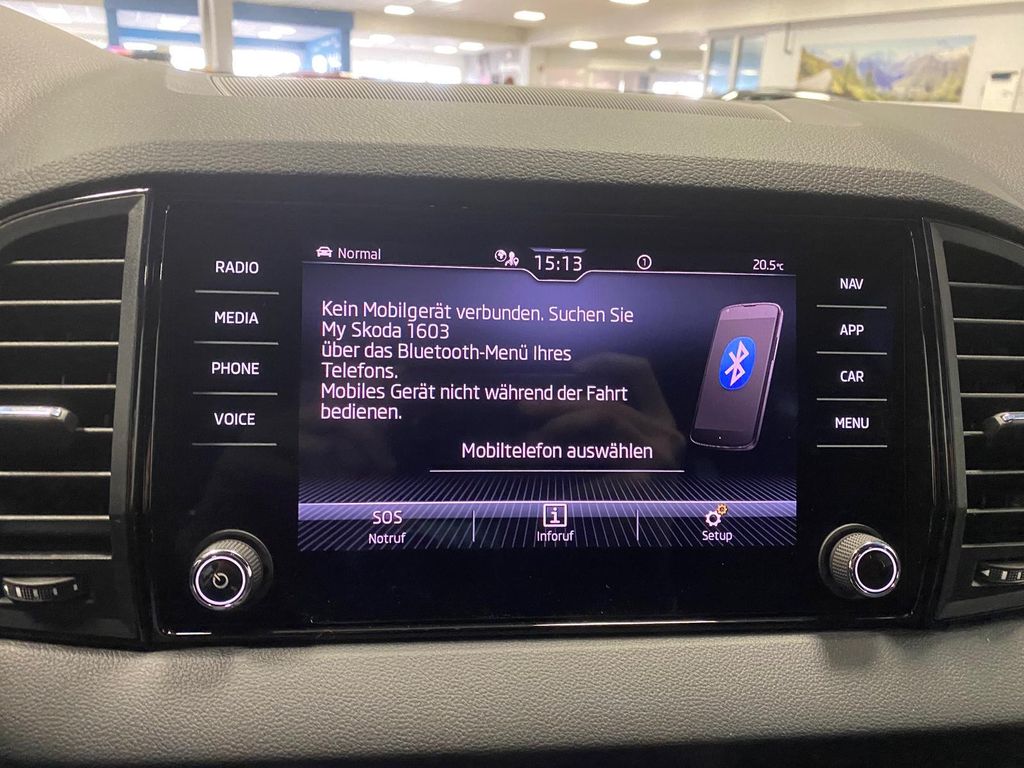 Normal
15:13
1
20.5°C
RADIO
MEDIA
PHONE
VOICE
Kein Mobilgerät verbunden. Suchen Sie
My Skoda 1603
über das Bluetooth-Menü Ihres
Telefons.
Mobiles Gerät nicht während der Fahrt
bedienen.
Mobiltelefon auswählen
SOS
Notruf
i
Inforuf
Setup
NAV
APP
CAR
MENU